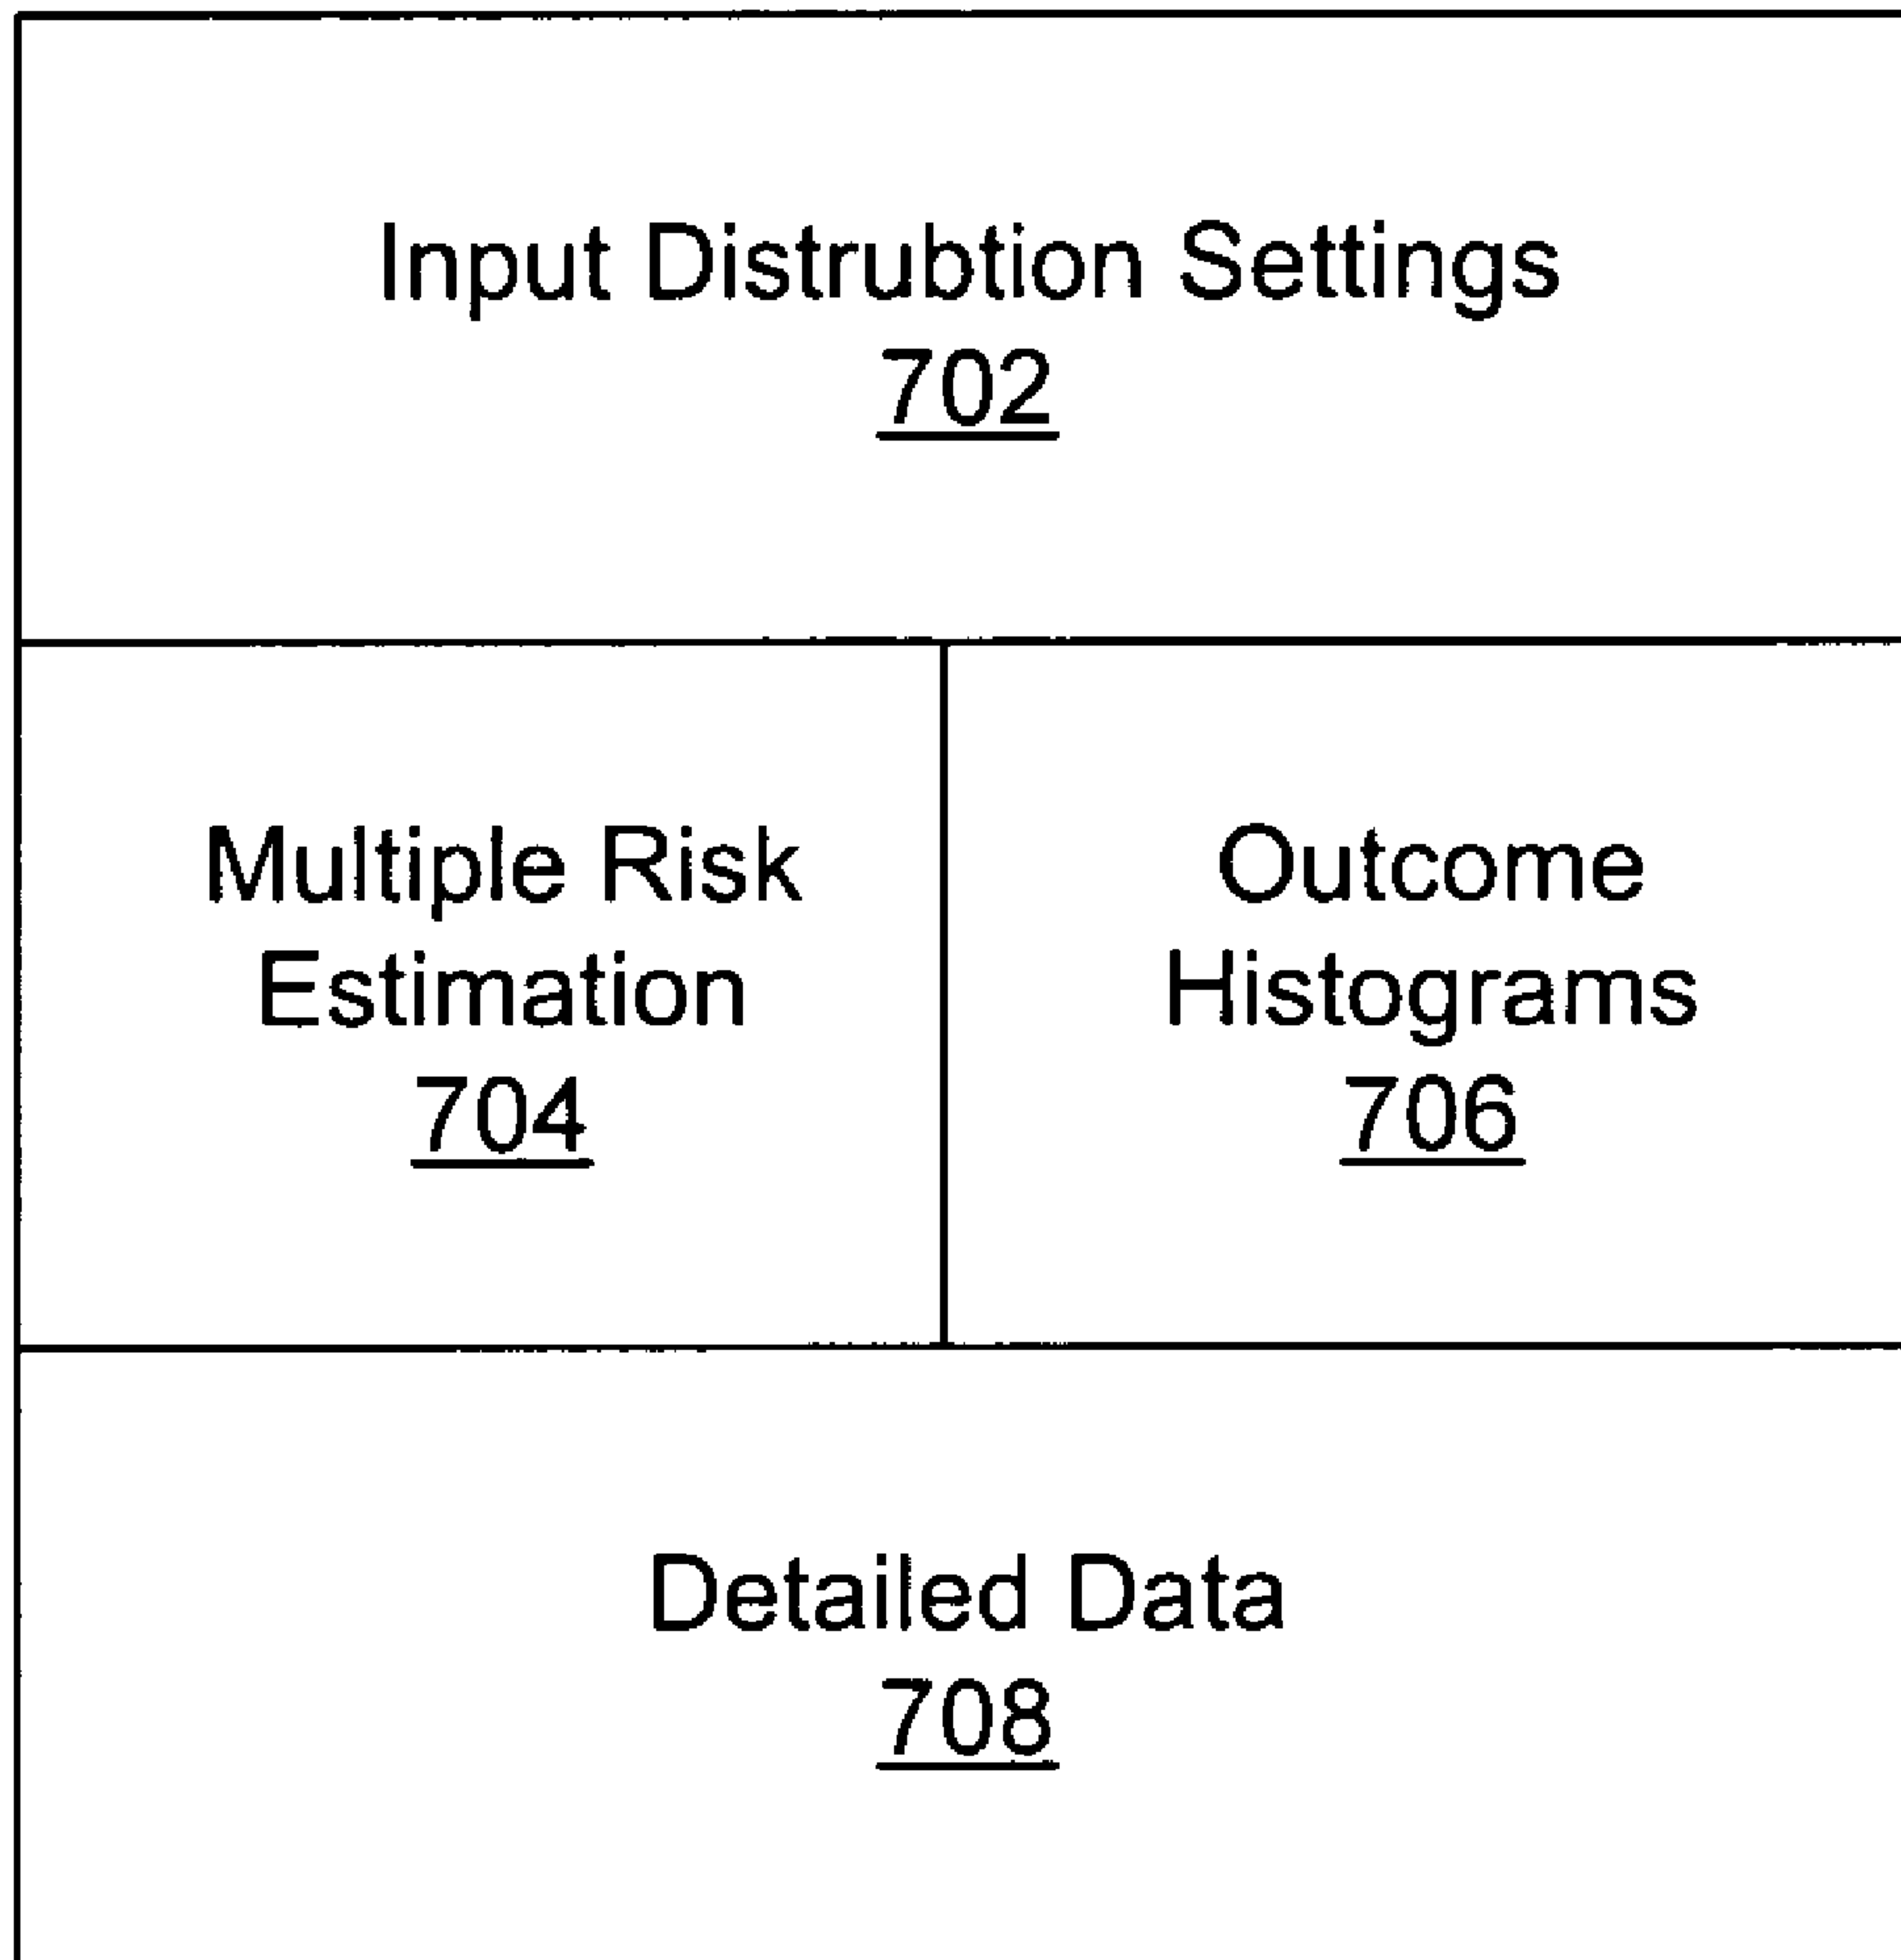 Input Distrubtion Settings
702
Multiple Risk
Estimation
704
Outcome
Histograms
706
Detailed Data
708